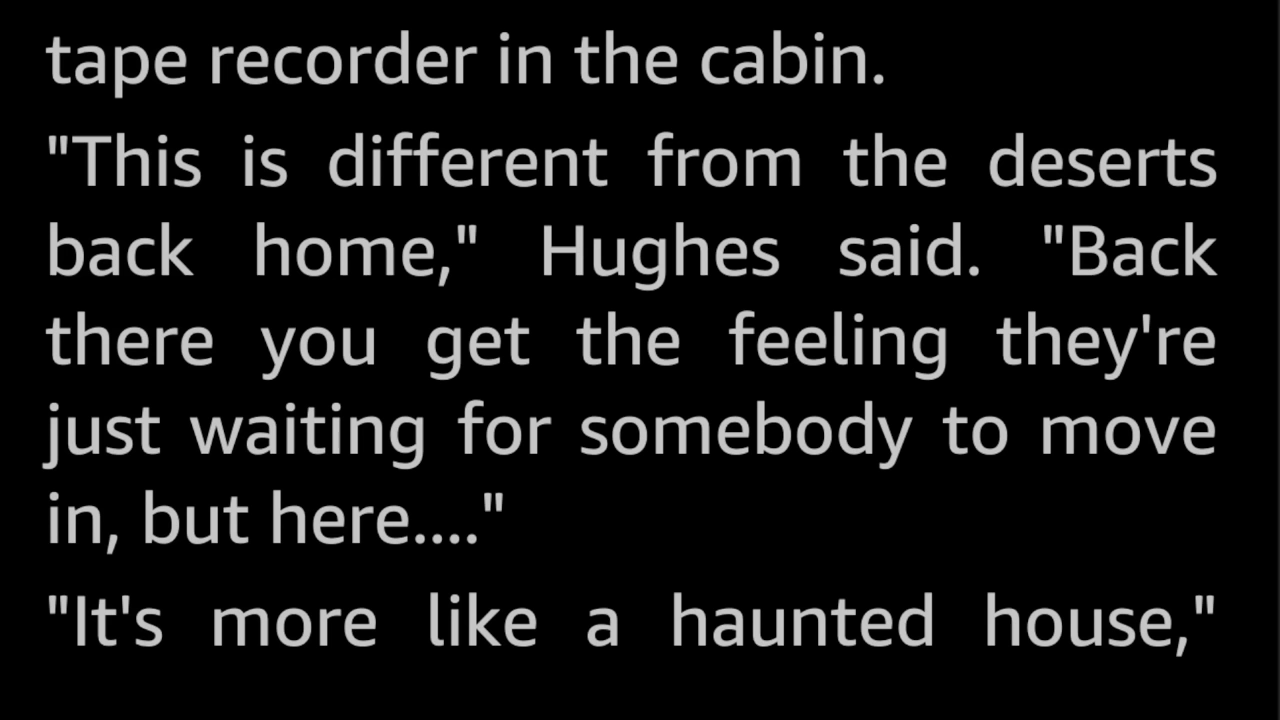 tape recorder in the cabin.
"This is different from the deserts
back home," Hughes said. "Back
there you get the feeling they're
just waiting for somebody to move
in, but here...."
"It's more like a haunted house,"